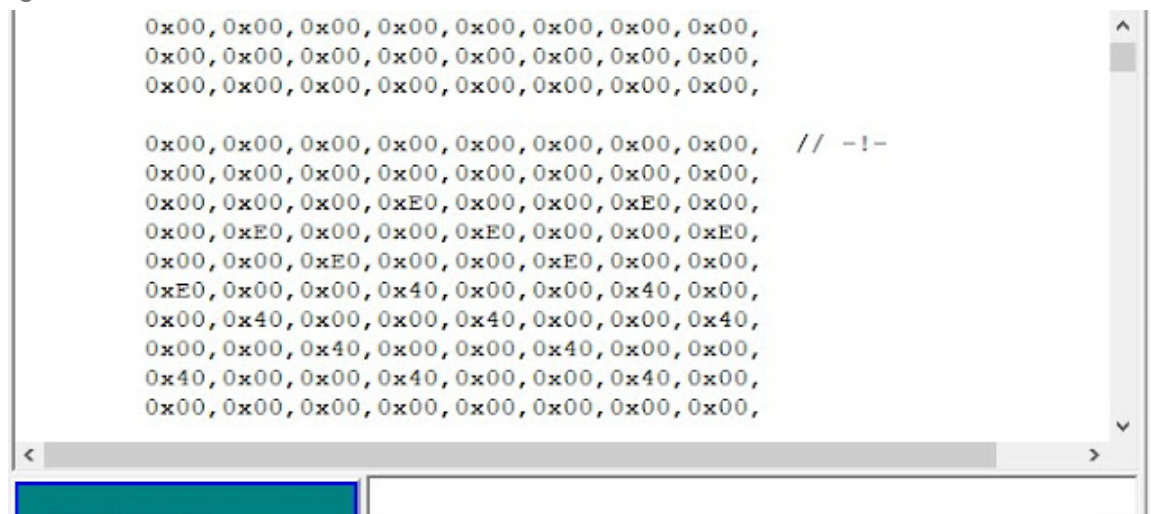 0x00,0x00,0x00,0x00,0x00,0x00,0x00,0x00,
0x00,0x00,0x00,0x00,0x00,0x00,0x00,0x00,
0x00,0x00,0x00,0x00,0x00,0x00,0x00,0x00,
0x00,0x00,0x00,0x00,0x00,0x00,0x00,0x00, // -!-
0x00,0x00,0x00,0x00,0x00,0x00,0x00,0x00,
0x00,0x00,0x00,0xE0,0x00,0x00,0xE0,0x00,
0x00,0xE0,0x00,0x00,0xE0,0x00,0x00,0xE0,
0x00,0x00,0xE0,0x00,0x00,0xE0,0x00,0x00,
0xE0,0x00,0x00,0x40,0x00,0x00,0x40,0x00,
0x00,0x40,0x00,0x00,0x40,0x00,0x00,0x40,
0x00,0x00,0x40,0x00,0x00,0x40,0x00,0x00,
0x40,0x00,0x00,0x40,0x00,0x00,0x40,0x00,
0x00,0x00,0x00,0x00,0x00,0x00,0x00,0x00,